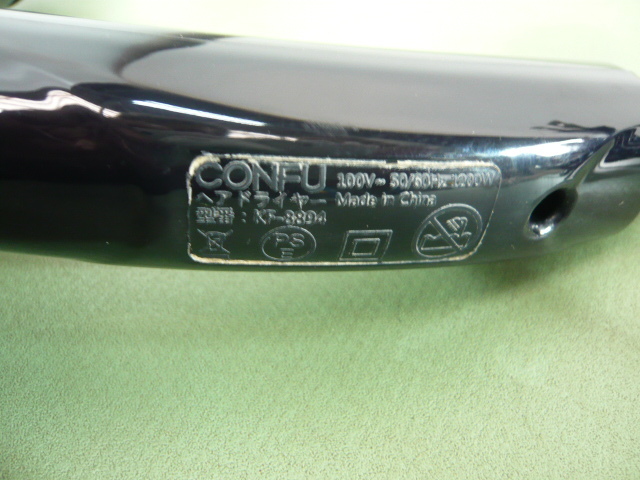 CONFU 100V~ 50/60Hz 1200W
ヘアドライヤー Made in China
型号: KF-8894
PS
E